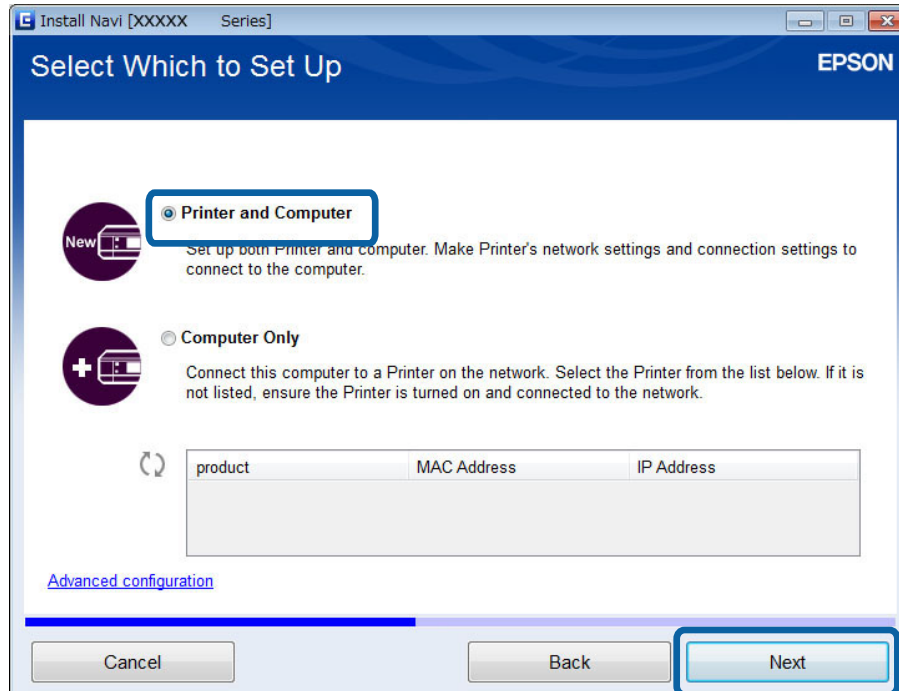 Install Navi [XXXXX Series]
Select Which to Set Up
EPSON
Printer and Computer
New
Set up both Printer and computer. Make Printer's network settings and connection settings to
connect to the computer.
Computer Only
Connect this computer to a Printer on the network. Select the Printer from the list below. If it is
not listed, ensure the Printer is turned on and connected to the network.
product MAC Address IP Address
Advanced configuration
Cancel Back Next